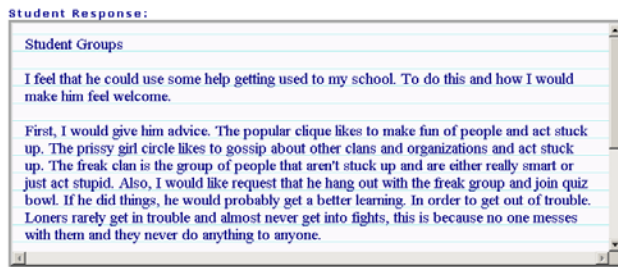 Student Response:
Student Groups
I feel that he could use some help getting used to my school. To do this and how I would
make him feel welcome.
First, I would give him advice. The popular clique likes to make fun of people and act stuck
up. The prissy girl circle likes to gossip about other clans and organizations and act stuck
up. The freak clan is the group of people that aren't stuck up and are either really smart or
just act stupid. Also, I would like request that he hang out with the freak group and join quiz
bowl. If he did things, he would probably get a better learning. In order to get out of trouble.
Loners rarely get in trouble and almost never get into fights, this is because no one messes
with them and they never do anything to anyone.